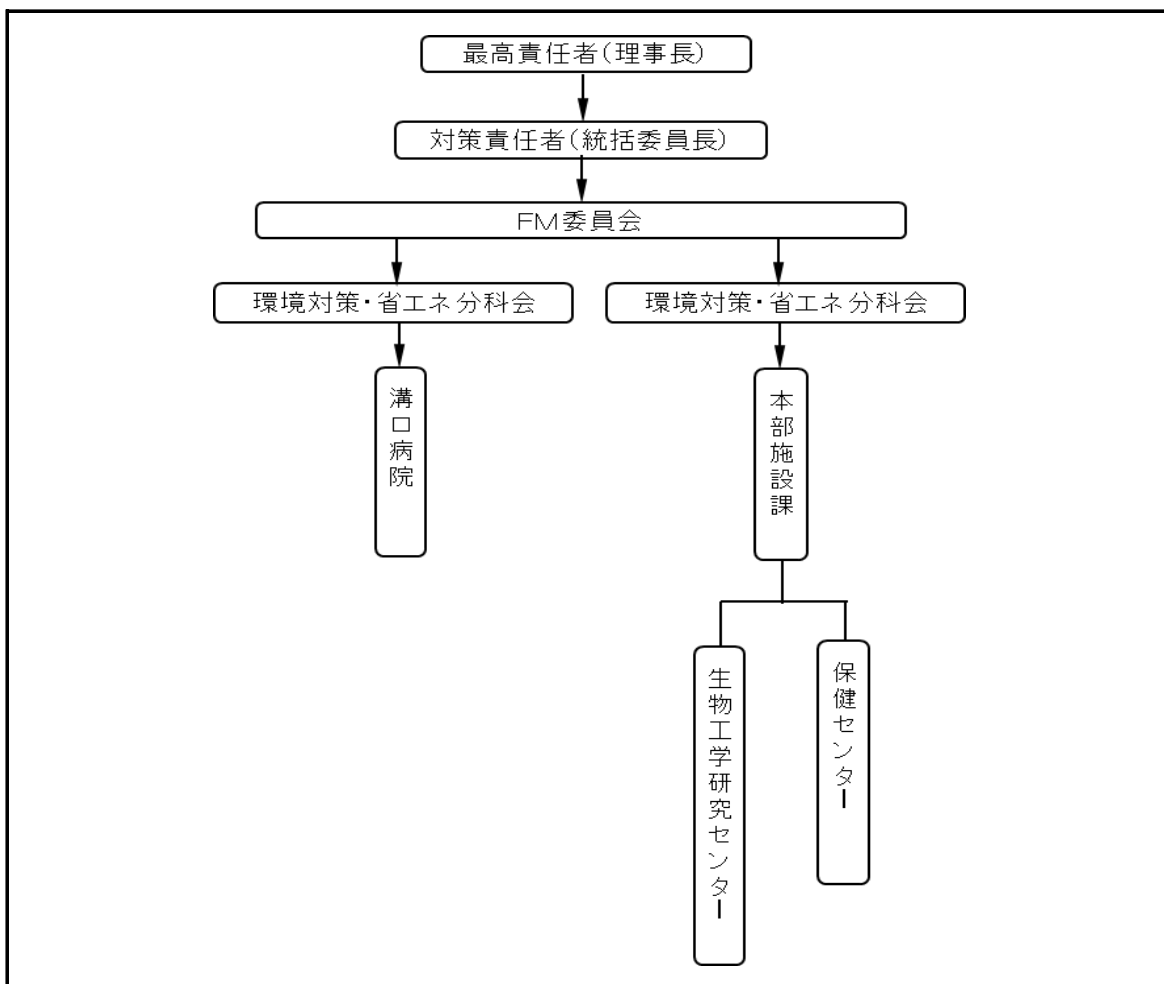 最高責任者(理事長)
対策責任者(統括委員長)
FM委員会
環境対策・省エネ分科会
環境対策・省エネ分科会
溝口病院
本部施設課
生物工学研究センター
保健センター